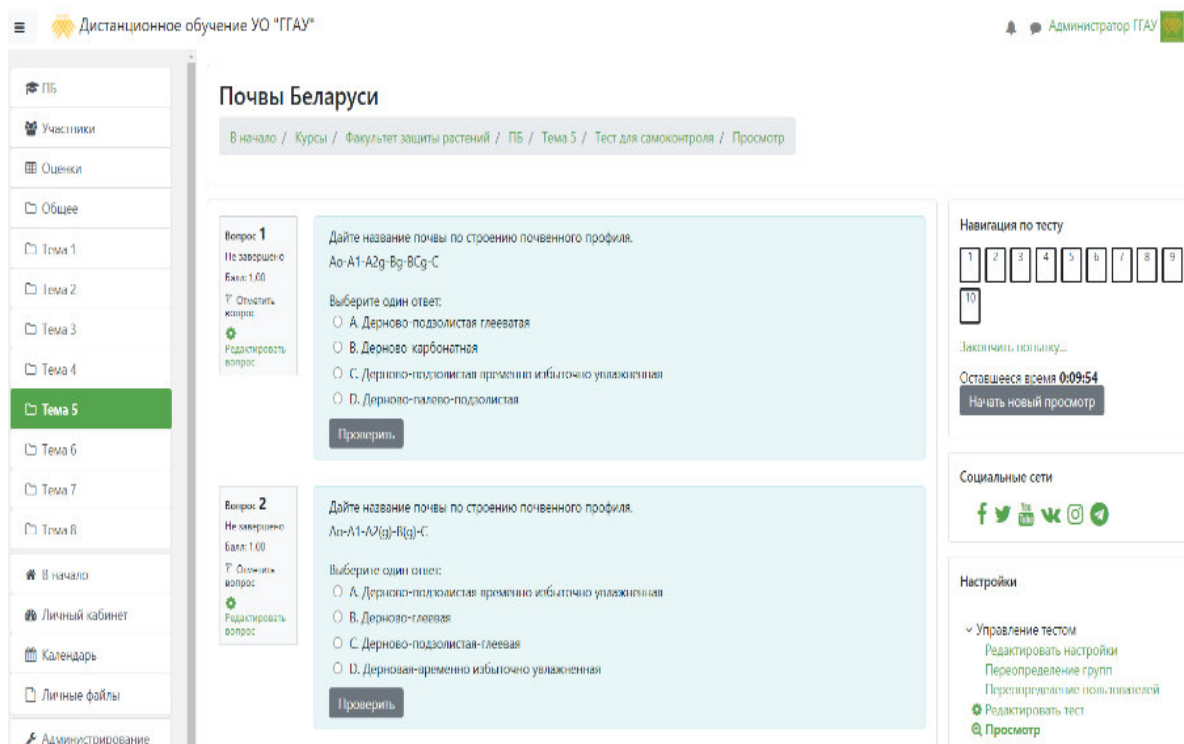 Дистанционное обучение УО "ГГАУ"
Администратор ГГАУ
ПБ
Участники
Оценки
Общее
Тема 1
Тема 2
Тема 3
Тема 4
Тема 5
Тема 6
Тема 7
Тема 8
В начало
Личный кабинет
Календарь
Личные файлы
Администрирование
Почвы Беларуси
В начало / Курсы / Факультет защиты растений / ПБ / Тема 5 / Тест для самоконтроля / Просмотр
Вопрос 1
Не завершено
Балл: 1,00
Отметить
вопрос
Редактировать
вопрос
Дайте название почвы по строению почвенного профиля.
Ао-А1-А2g-Bg-BCg-C
Выберите один ответ:
A. Дерново-подзолистая глееватая
B. Дерново-карбонатная
C. Дерново-подзолистая временно избыточно увлажненная
D. Дерново-палево-подзолистая
Проверить
Вопрос 2
Не завершено
Балл: 1,00
Отметить
вопрос
Редактировать
вопрос
Дайте название почвы по строению почвенного профиля.
Ао-А1-А2(g)-В(g)-С
Выберите один ответ:
A. Дерново-подзолистая временно избыточно увлажненная
B. Дерново-глеевая
C. Дерново-подзолистая-глеевая
D. Дерновая-временно избыточно увлажненная
Проверить
Навигация по тесту
1 2 3 4 5 6 7 8 9
10
Закончить попытку...
Оставшееся время 0:09:54
Начать новый просмотр
Социальные сети
Настройки
Управление тестом
Редактировать настройки
Переопределение групп
Переопределение пользователей
Редактировать тест
Просмотр